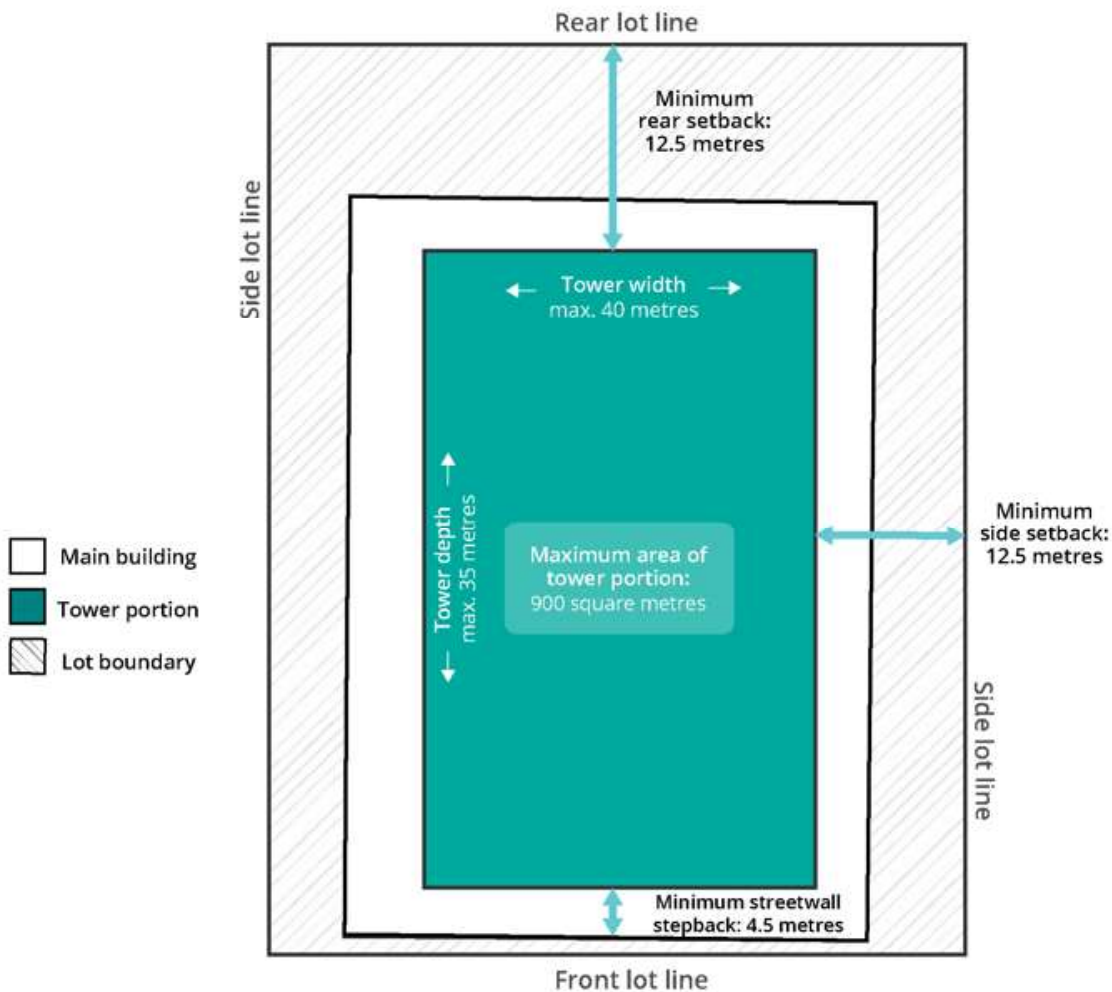 Rear lot line
Minimum
rear setback:
12.5 metres
Side lot line
Tower width
max. 40 metres
Tower depth
max. 35 metres
Maximum area of
tower portion:
900 square metres
Minimum
side setback:
12.5 metres
Main building
Tower portion
Lot boundary
Side lot line
Minimum streetwall
stepback: 4.5 metres
Front lot line